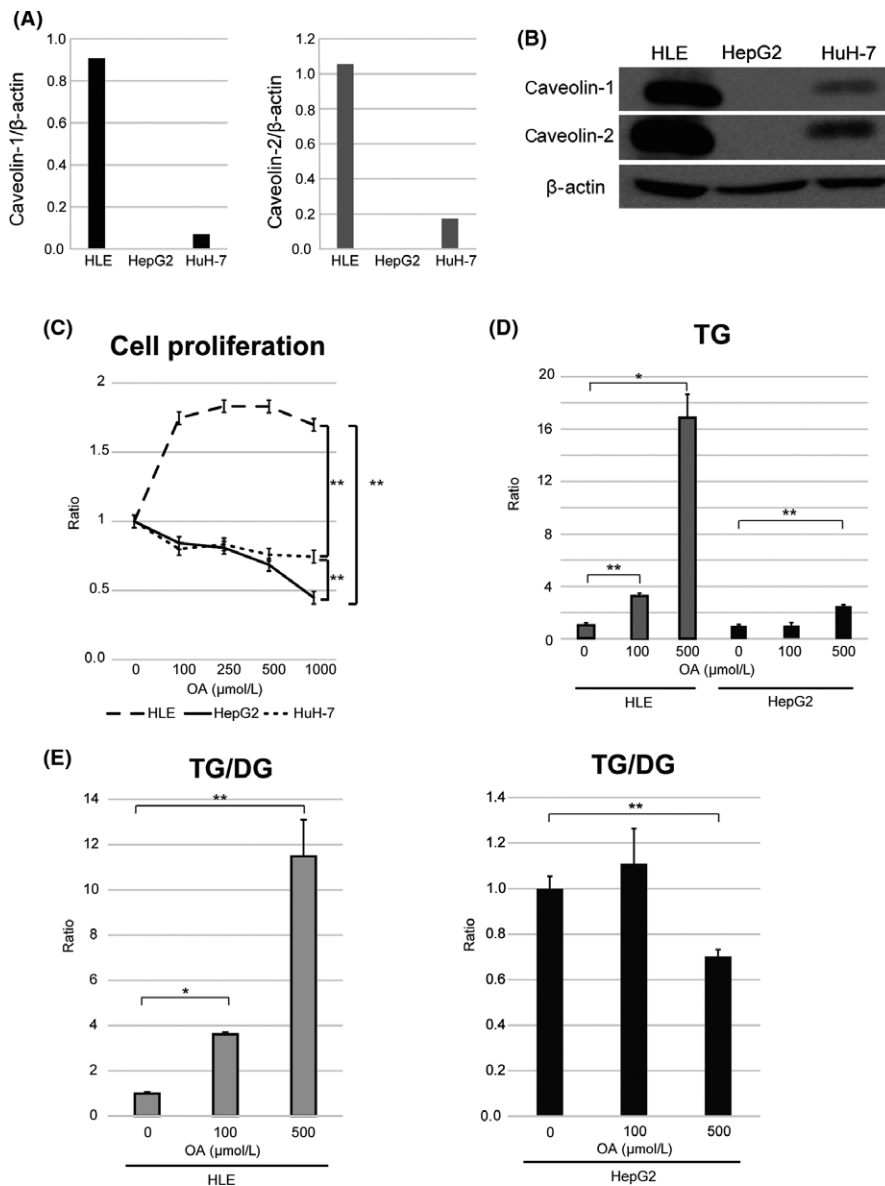 (A)
Caveolin-1/β-actin
1.0
0.8
0.6
0.4
0.2
0.0
HLE HepG2 HuH-7
Caveolin-2/β-actin
1.2
1.0
0.8
0.6
0.4
0.2
0.0
HLE HepG2 HuH-7
(B)
HLE HepG2 HuH-7
Caveolin-1
Caveolin-2
β-actin
(C)
Cell proliferation
Ratio
2
1.5
1
0.5
0.0
** **
**
0 100 250 500 1000
OA (μmol/L)
HLE HepG2 HuH-7
(D)
TG
Ratio
20
16
12
8
4
0
*
**
**
0 100 500 0 100 500
OA (μmol/L)
HLE HepG2
(E)
TG/DG
Ratio
14
12
10
8
6
4
2
0
**
*
0 100 500
OA (μmol/L)
HLE
TG/DG
Ratio
1.4
1.2
1.0
0.8
0.6
0.4
0.2
0.0
**
0 100 500
OA (μmol/L)
HepG2